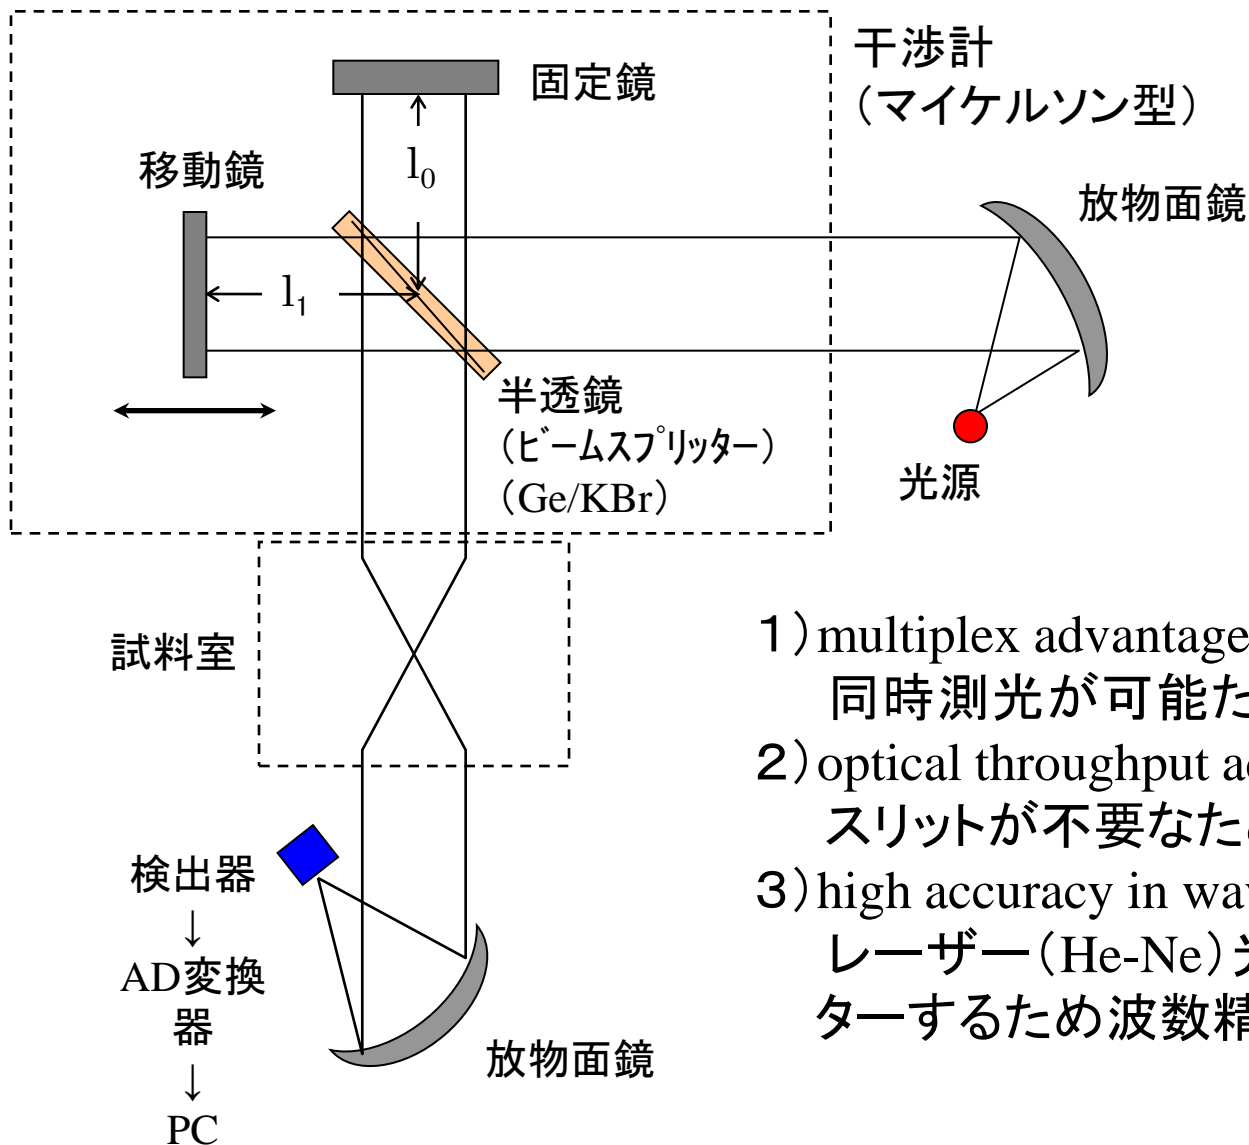 干渉計
（マイケルソン型）
固定鏡
移動鏡
l₀
放物面鏡
l₁
半透鏡
（ﾋﾞｰﾑｽﾌﾟﾘｯﾀｰ）
（Ge/KBr）
光源
試料室
1）multiplex advantage
同時測光が可能た
2）optical throughput a
スリットが不要なた
3）high accuracy in wa
レーザー（He-Ne）
ターするため波数精
検出器
↓
AD変換
器
↓
PC
放物面鏡